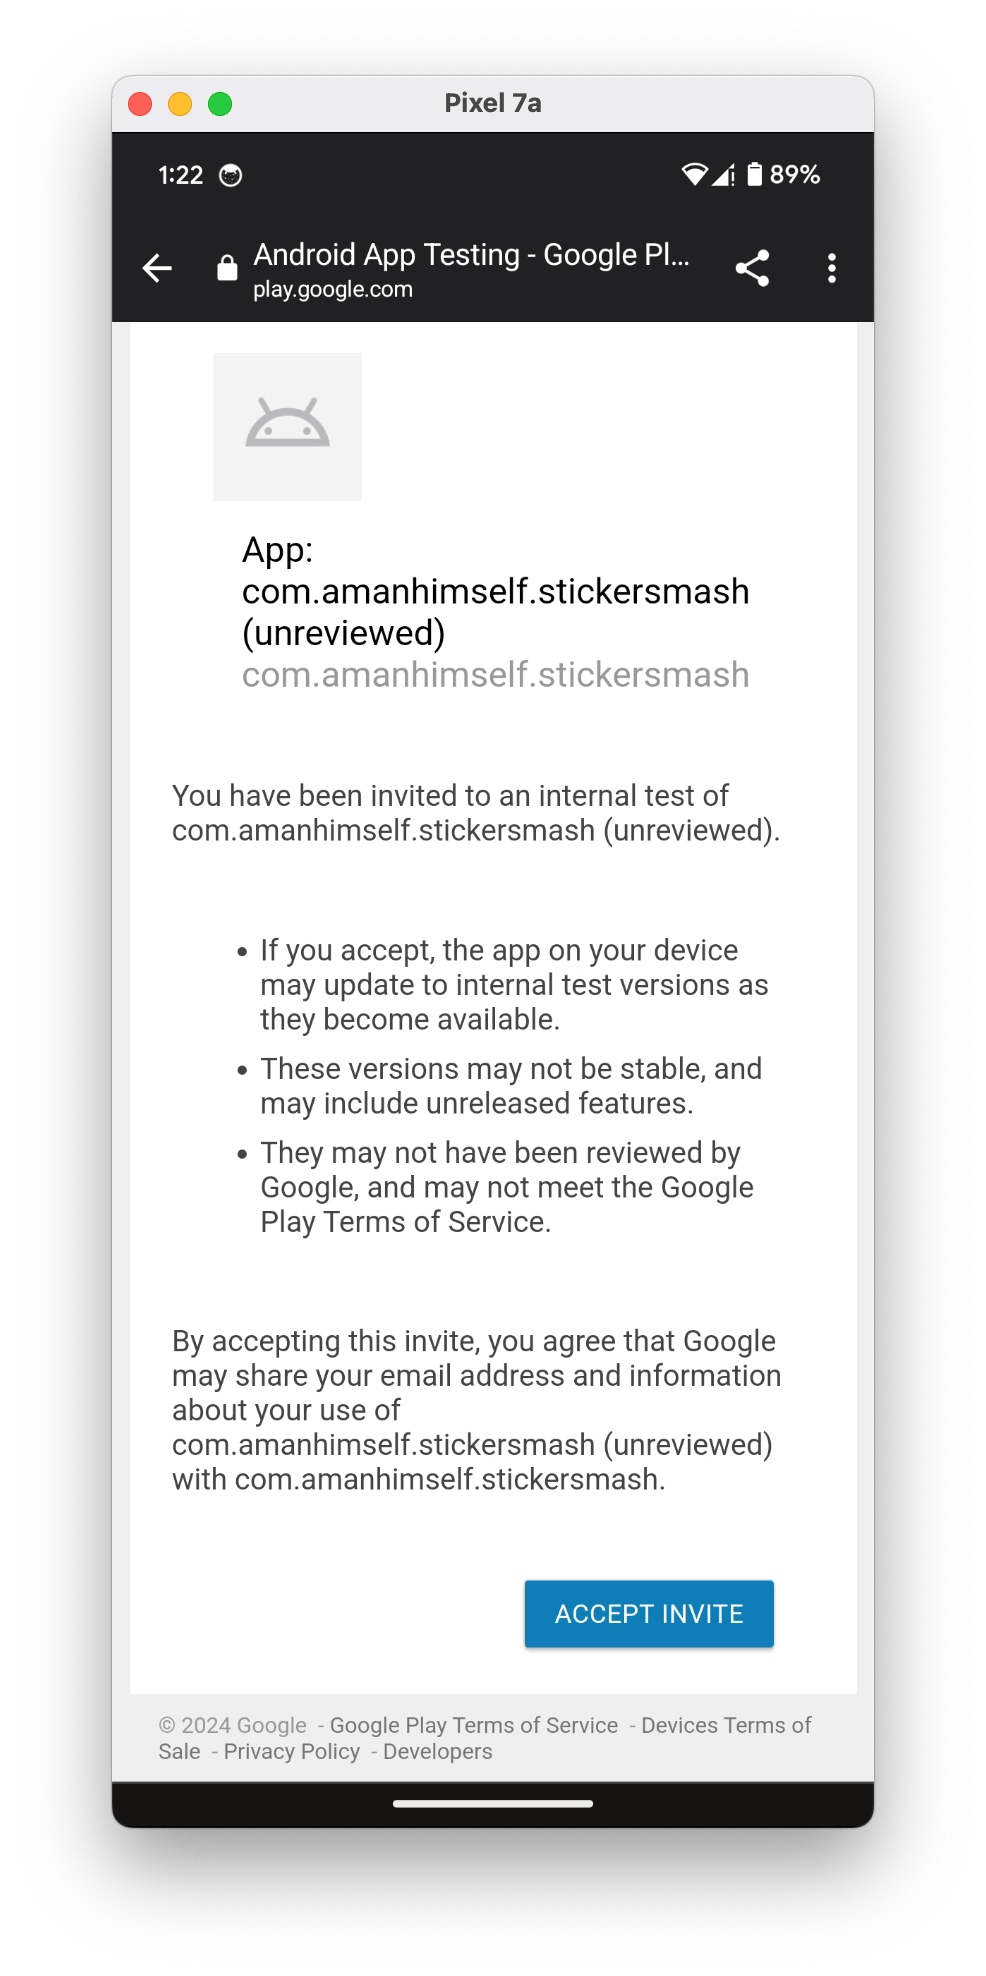 Pixel 7a
1:22
89%
Android App Testing - Google Pl...
play.google.com
App:
com.amanhimself.stickersmash
(unreviewed)
com.amanhimself.stickersmash
You have been invited to an internal test of
com.amanhimself.stickersmash (unreviewed).
• If you accept, the app on your device
may update to internal test versions as
they become available.
• These versions may not be stable, and
may include unreleased features.
• They may not have been reviewed by
Google, and may not meet the Google
Play Terms of Service.
By accepting this invite, you agree that Google
may share your email address and information
about your use of
com.amanhimself.stickersmash (unreviewed)
with com.amanhimself.stickersmash.
ACCEPT INVITE
© 2024 Google - Google Play Terms of Service - Devices Terms of
Sale - Privacy Policy - Developers